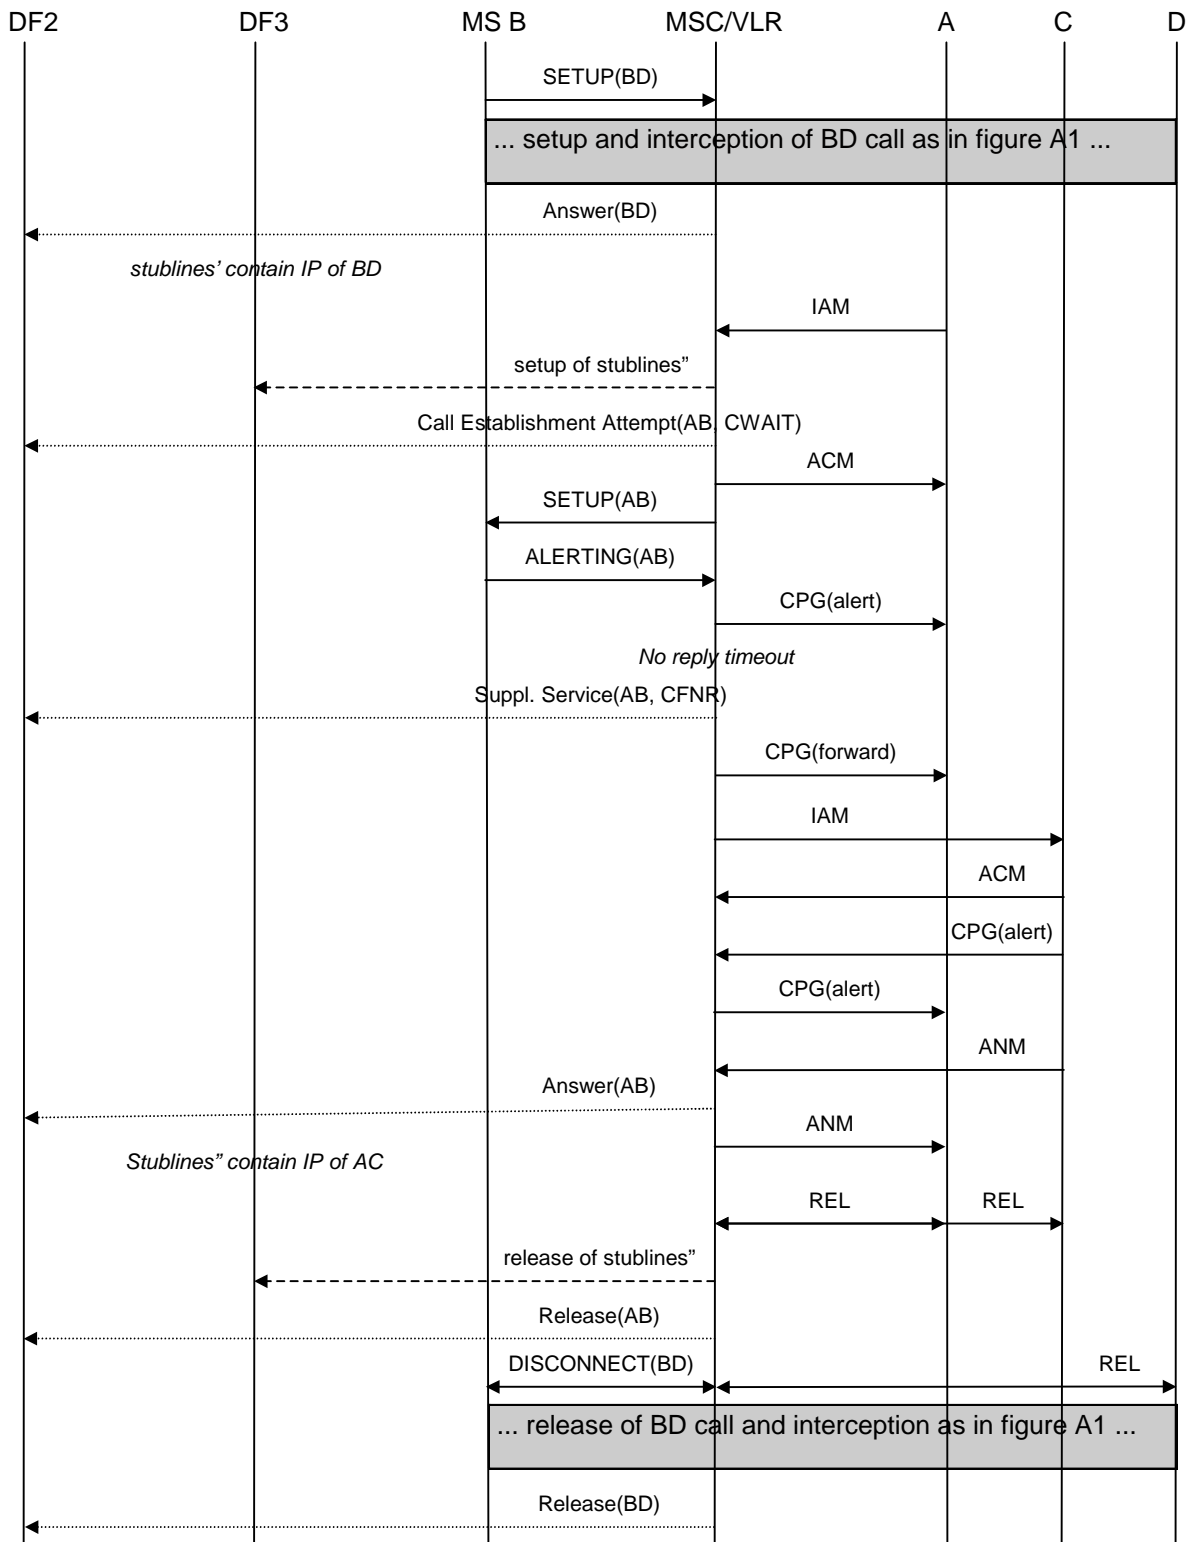 DF2 DF3 MS B MSC/VLR A C D
SETUP(BD)
... setup and interception of BD call as in figure A1 ...
Answer(BD)
stublines’ contain IP of BD
IAM
setup of stublines”
Call Establishment Attempt(AB, CWAIT)
ACM
SETUP(AB)
ALERTING(AB)
CPG(alert)
No reply timeout
Suppl. Service(AB, CFNR)
CPG(forward)
IAM
ACM
CPG(alert)
CPG(alert)
ANM
Answer(AB)
ANM
Stublines” contain IP of AC
REL REL
release of stublines”
Release(AB)
DISCONNECT(BD) REL
... release of BD call and interception as in figure A1 ...
Release(BD)